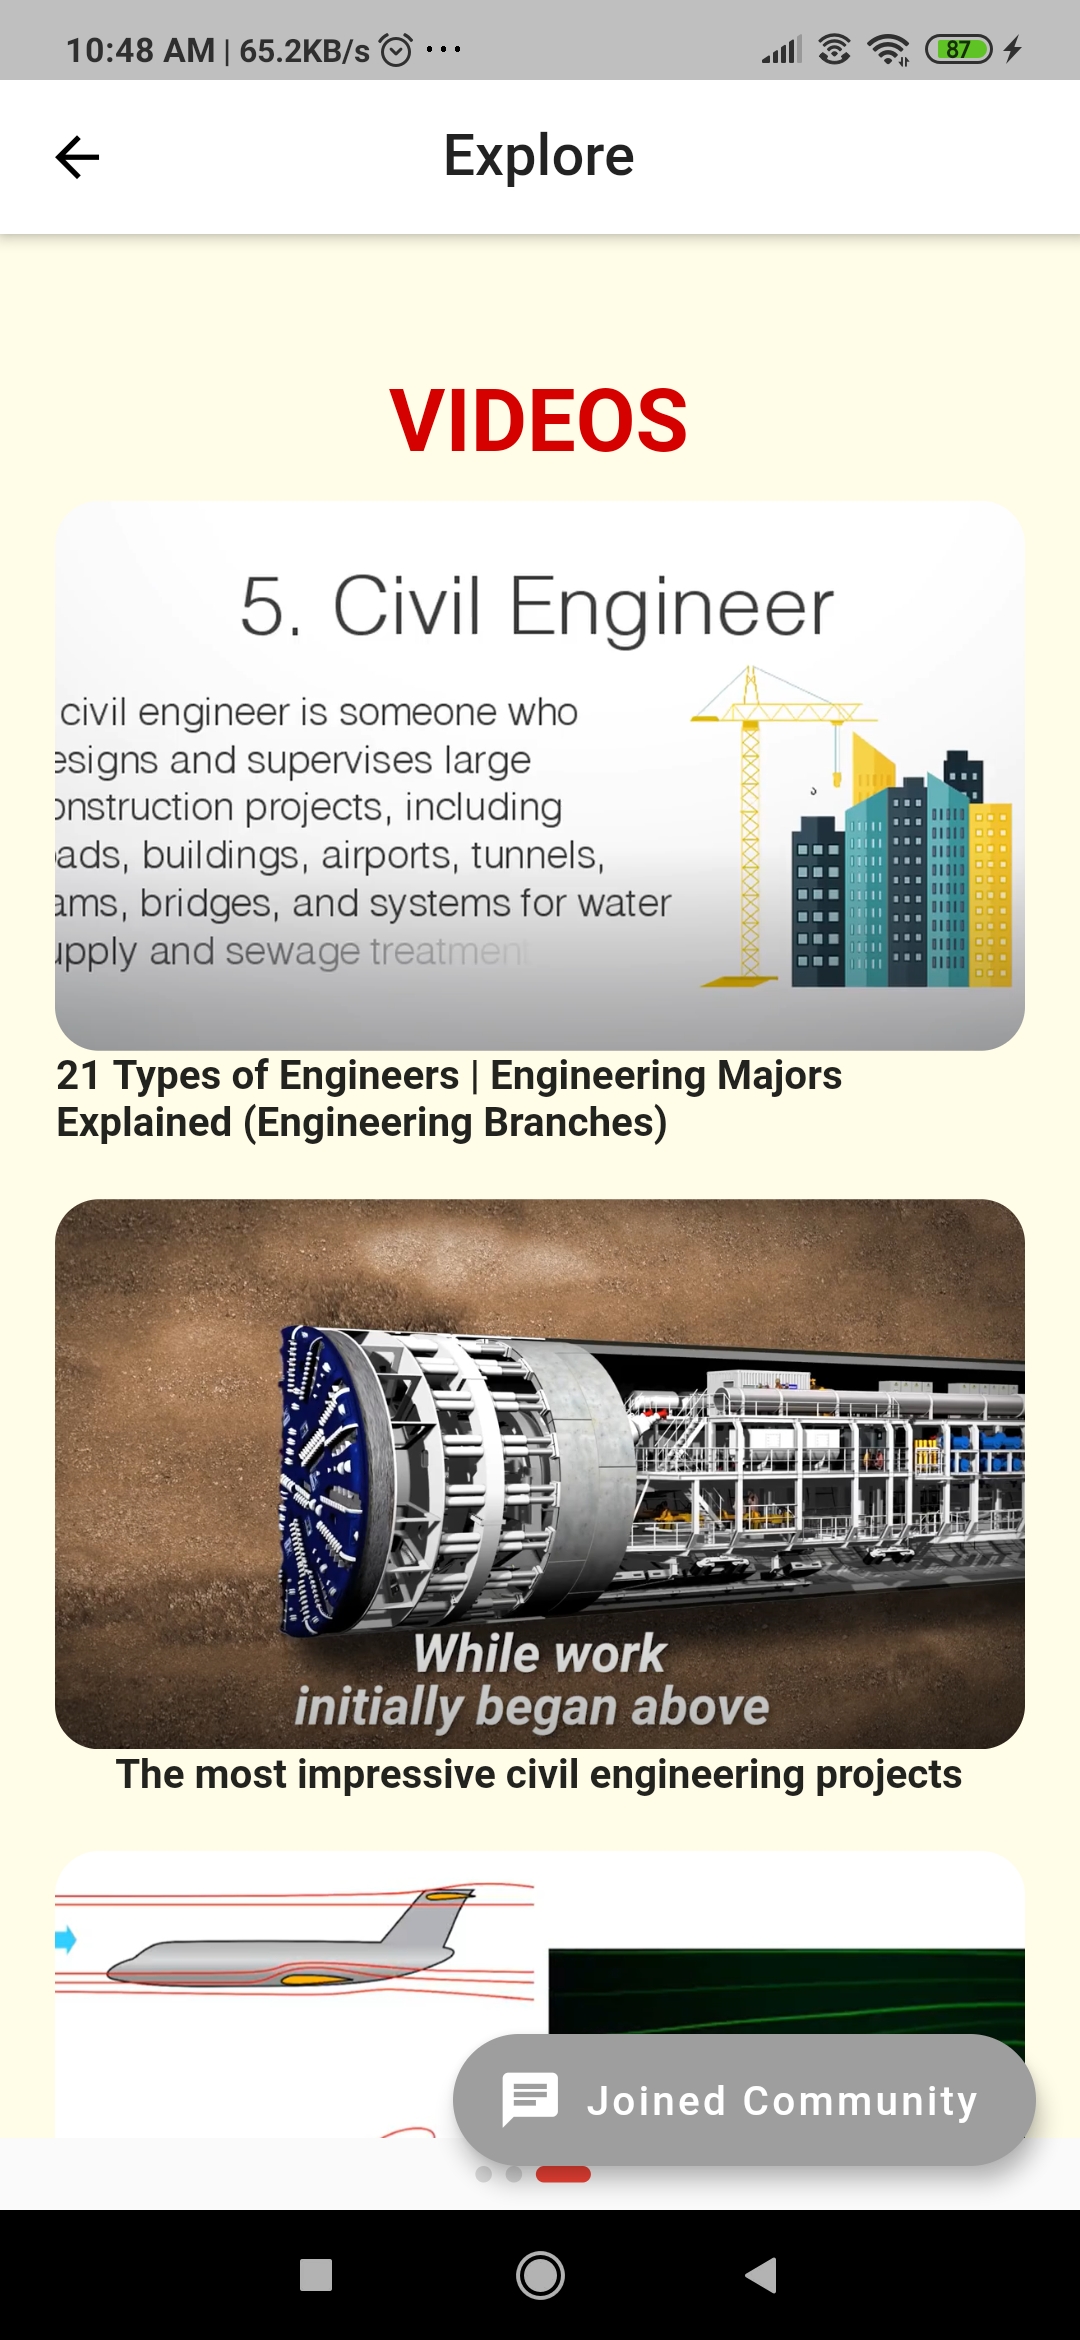 10:48 AM | 65.2KB/s ...
87
Explore
VIDEOS
5. Civil Engineer
civil engineer is someone who
esigns and supervises large
onstruction projects, including
ads, buildings, airports, tunnels,
ams, bridges, and systems for water
upply and sewage treatment
21 Types of Engineers | Engineering Majors
Explained (Engineering Branches)
While work
initially began above
The most impressive civil engineering projects
Joined Community